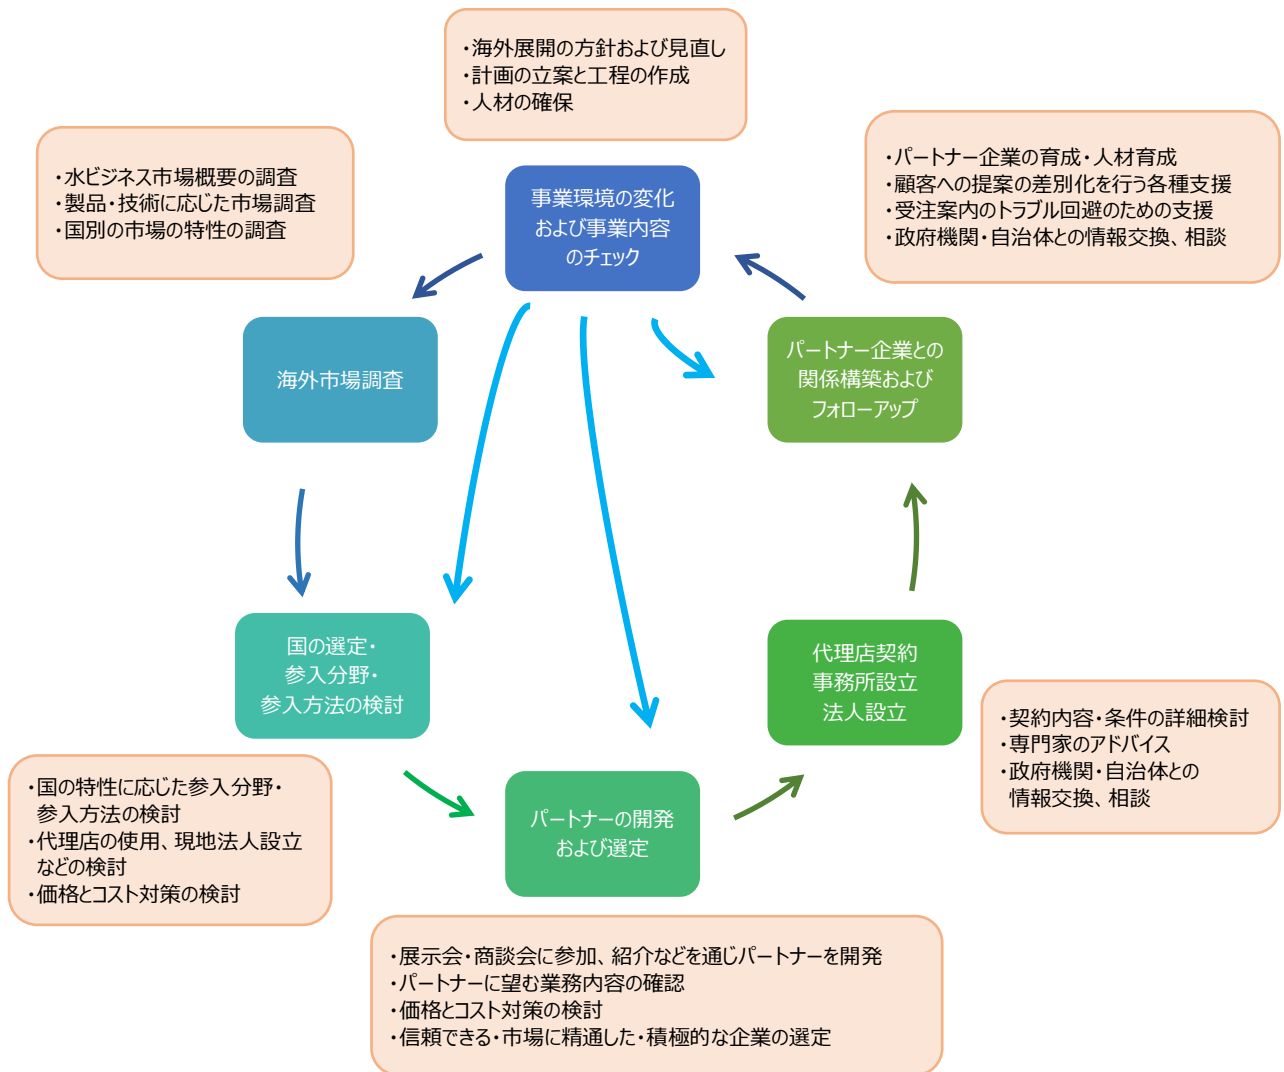 ・海外展開の方針および見直し
・計画の立案と工程の作成
・人材の確保
・水ビジネス市場概要の調査
・製品・技術に応じた市場調査
・国別の市場の特性の調査
事業環境の変化
および事業内容
のチェック
・パートナー企業の育成・人材育成
・顧客への提案の差別化を行う各種支援
・受注案内のトラブル回避のための支援
・政府機関・自治体との情報交換、相談
海外市場調査
パートナー企業との
関係構築および
フォローアップ
国の選定・
参入分野・
参入方法の検討
代理店契約
事務所設立
法人設立
・契約内容・条件の詳細検討
・専門家のアドバイス
・政府機関・自治体との
情報交換、相談
・国の特性に応じた参入分野・
参入方法の検討
・代理店の使用、現地法人設立
などの検討
・価格とコスト対策の検討
パートナーの開発
および選定
・展示会・商談会に参加、紹介などを通じパートナーを開発
・パートナーに望む業務内容の確認
・価格とコスト対策の検討
・信頼できる・市場に精通した・積極的な企業の選定